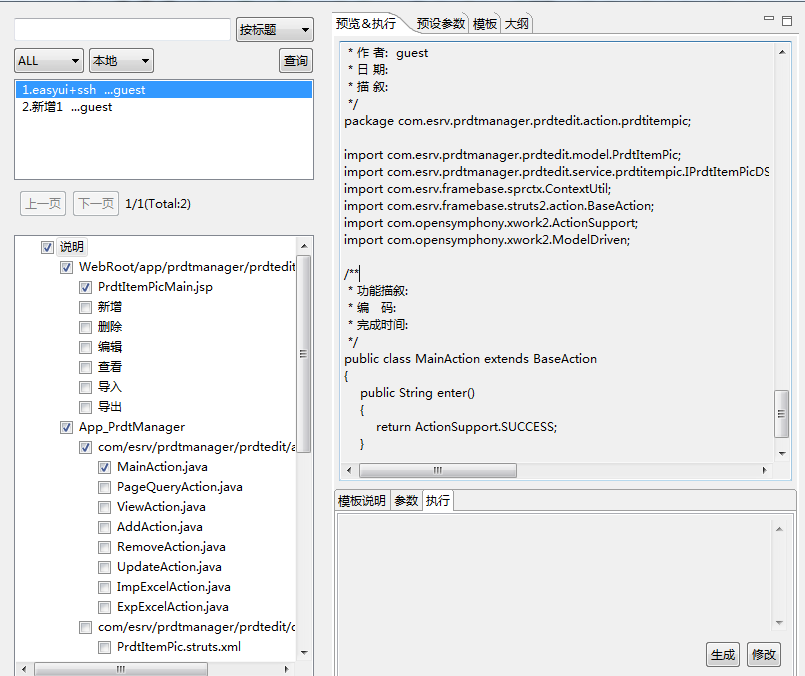 按标题
ALL
本地
查询
1.easyui+ssh ...guest
2.新增1 ...guest
上一页
下一页
1/1(Total:2)
说明
WebRoot/app/prdtmanager/prdtedit
PrdtItemPicMain.jsp
新增
删除
编辑
查看
导入
导出
App_PrdtManager
com/esrv/prdtmanager/prdtedit/a
MainAction.java
PageQueryAction.java
ViewAction.java
AddAction.java
RemoveAction.java
UpdateAction.java
ImpExcelAction.java
ExpExcelAction.java
com/esrv/prdtmanager/prdtedit/c
PrdtItemPic.struts.xml
预览&执行
预设参数
模板
大纲
* 作 者: guest
* 日 期:
* 描 叙:
*/
package com.esrv.prdtmanager.prdtedit.action.prdtitempic;
import com.esrv.prdtmanager.prdtedit.model.PrdtItemPic;
import com.esrv.prdtmanager.prdtedit.service.prdtitempic.IPrdtItemPicDS
import com.esrv.framebase.sprctx.ContextUtil;
import com.esrv.framebase.struts2.action.BaseAction;
import com.opensymphony.xwork2.ActionSupport;
import com.opensymphony.xwork2.ModelDriven;
/**
* 功能描叙:
* 编 码:
* 完成时间:
*/
public class MainAction extends BaseAction
{
public String enter()
{
return ActionSupport.SUCCESS;
}
模板说明
参数
执行
生成
修改